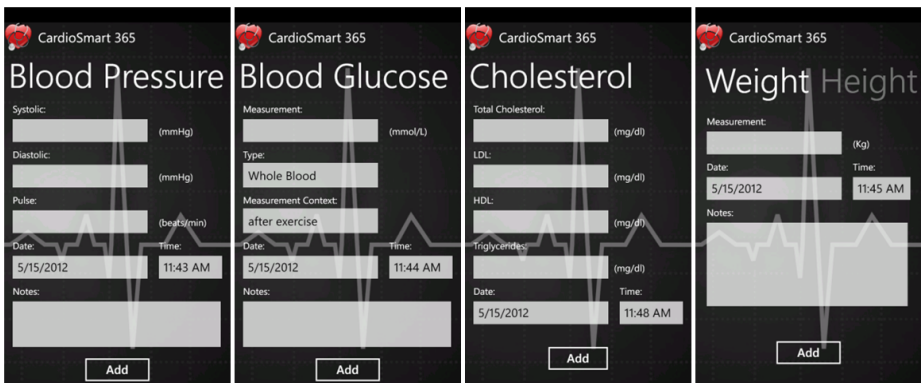 CardioSmart 365
Blood Pressure
Systolic:
(mmHg)
Diastolic:
(mmHg)
Pulse:
(beats/min)
Date:
Time:
5/15/2012
11:43 AM
Notes:
Add
CardioSmart 365
Blood Glucose
Measurement:
(mmol/L)
Type:
Whole Blood
Measurement Context:
after exercise
Date:
Time:
5/15/2012
11:44 AM
Notes:
Add
CardioSmart 365
Cholesterol
Total Cholesterol:
(mg/dl)
LDL:
(mg/dl)
HDL:
(mg/dl)
Triglycerides:
(mg/dl)
Date:
Time:
5/15/2012
11:48 AM
Add
CardioSmart 365
Weight Height
Measurement:
(Kg)
Date:
Time:
5/15/2012
11:45 AM
Notes:
Add